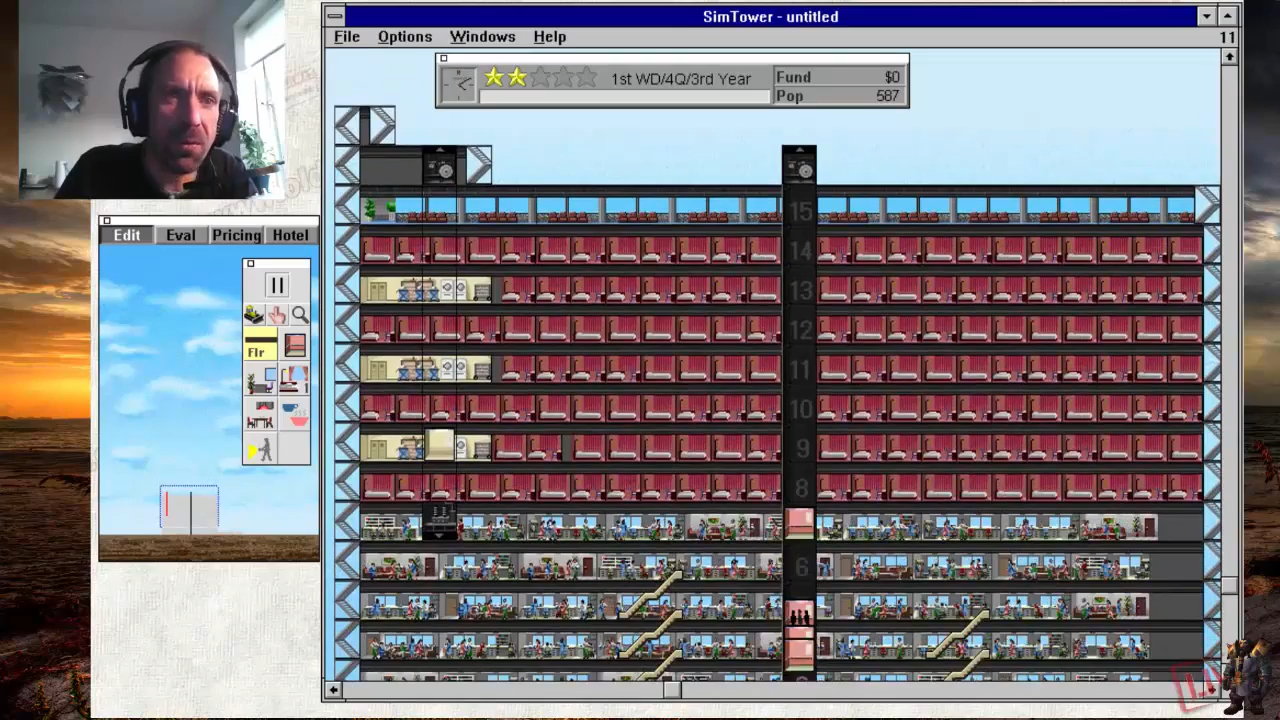 SimTower - untitled
File Options Windows Help
11
1st WD/4Q/3rd Year
Fund $0
Pop 587
Edit Eval Pricing Hotel
Flr
15
14
13
12
11
10
9
8
6